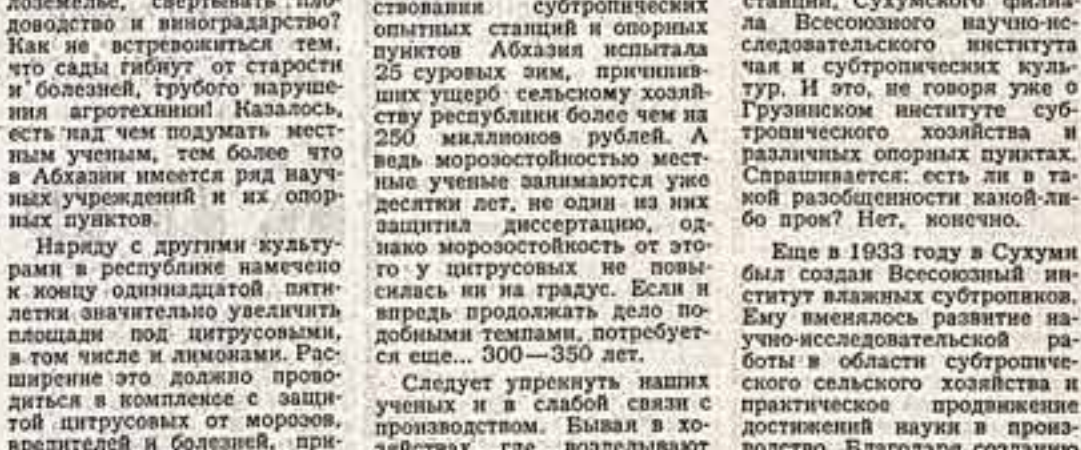 лоземелье, свертывать пло-
доводство и виноградарство?
Как не встревожиться тем,
что сады гибнут от старости
и болезней, грубого наруше-
ния агротехники! Казалось,
есть над чем подумать мест-
ным ученым, тем более что
в Абхазии имеется ряд науч-
ных учреждений и их опор-
ных пунктов.
Наряду с другими культу-
рами в республике намечено
к концу одиннадцатой пяти-
летки значительно увеличить
площади под цитрусовыми,
в том числе и лимонами. Рас-
ширение это должно прово-
диться в комплексе с защи-
той цитрусовых от морозов,
вредителей и болезней, при-
ствовании субтропических
опытных станций и опорных
пунктов Абхазия испытала
25 суровых зим, причинив-
ших ущерб сельскому хозяй-
ству республики более чем на
250 миллионов рублей. А
ведь морозостойкостью мест-
ные ученые занимаются уже
десятки лет, не один из них
защитил диссертацию, од-
нако морозостойкость от это-
го у цитрусовых не повы-
силась ни на градус. Если и
впредь продолжать дело по-
добными темпами, потребует-
ся еще... 300—350 лет.
Следует упрекнуть наших
ученых и в слабой связи с
производством. Бывая в хо-
зяйствах, где возделывают
станции, Сухумского филиа-
ла Всесоюзного научно-ис-
следовательского института
чая и субтропических куль-
тур. И это, не говоря уже о
Грузинском институте суб-
тропического хозяйства и
различных опорных пунктах.
Спрашивается: есть ли в та-
кой разобщенности какой-ли-
бо прок? Нет, конечно.
Еще в 1933 году в Сухуми
был создан Всесоюзный ин-
ститут влажных субтропиков.
Ему вменялось развитие на-
учно-исследовательской ра-
боты в области субтропиче-
ского сельского хозяйства и
практическое продвижение
достижений науки в произ-
водство. Благодаря созданию